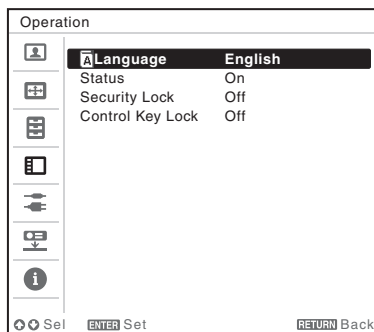 Operation
A Language English
Status On
Security Lock Off
Control Key Lock Off
Sel ENTER Set RETURN Back